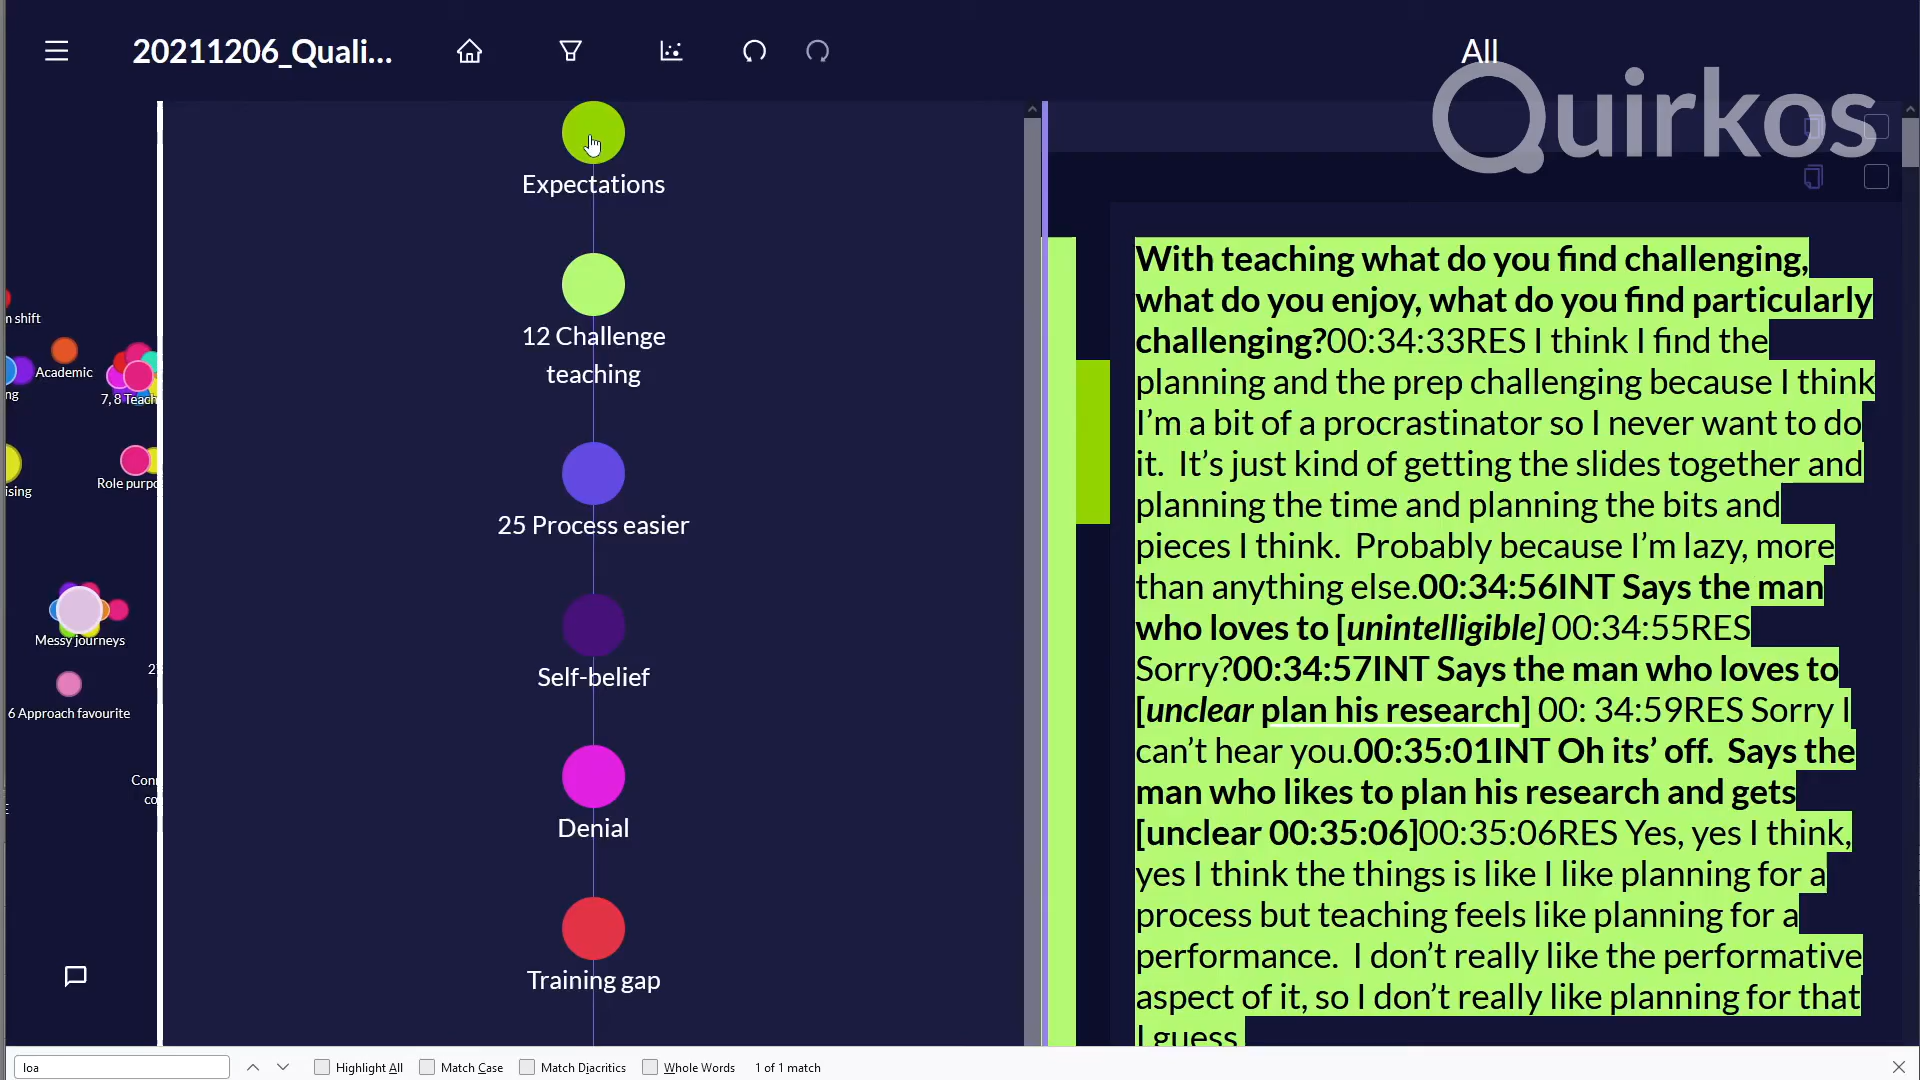 20211206_Quali...
All
Quirkos
Expectations
12 Challenge
teaching
25 Process easier
Self-belief
Denial
Training gap
n shift
Academic
ng
7, 8 Teach
Role purpo
ising
Messy journeys
2
6 Approach favourite
Conn
co
With teaching what do you find challenging,
what do you enjoy, what do you find particularly
challenging?00:34:33RES I think I find the
planning and the prep challenging because I think
I’m a bit of a procrastinator so I never want to do
it.  It’s just kind of getting the slides together and
planning the time and planning the bits and
pieces I think.  Probably because I’m lazy, more
than anything else.00:34:56INT Says the man
who loves to [unintelligible] 00:34:55RES
Sorry?00:34:57INT Says the man who loves to
[unclear plan his research] 00: 34:59RES Sorry I
can’t hear you.00:35:01INT Oh its’ off.  Says the
man who likes to plan his research and gets
[unclear 00:35:06]00:35:06RES Yes, yes I think,
yes I think the things is like I like planning for a
process but teaching feels like planning for a
performance.  I don’t really like the performative
aspect of it, so I don’t really like planning for that
I guess.
loa
Highlight All
Match Case
Match Diacritics
Whole Words
1 of 1 match